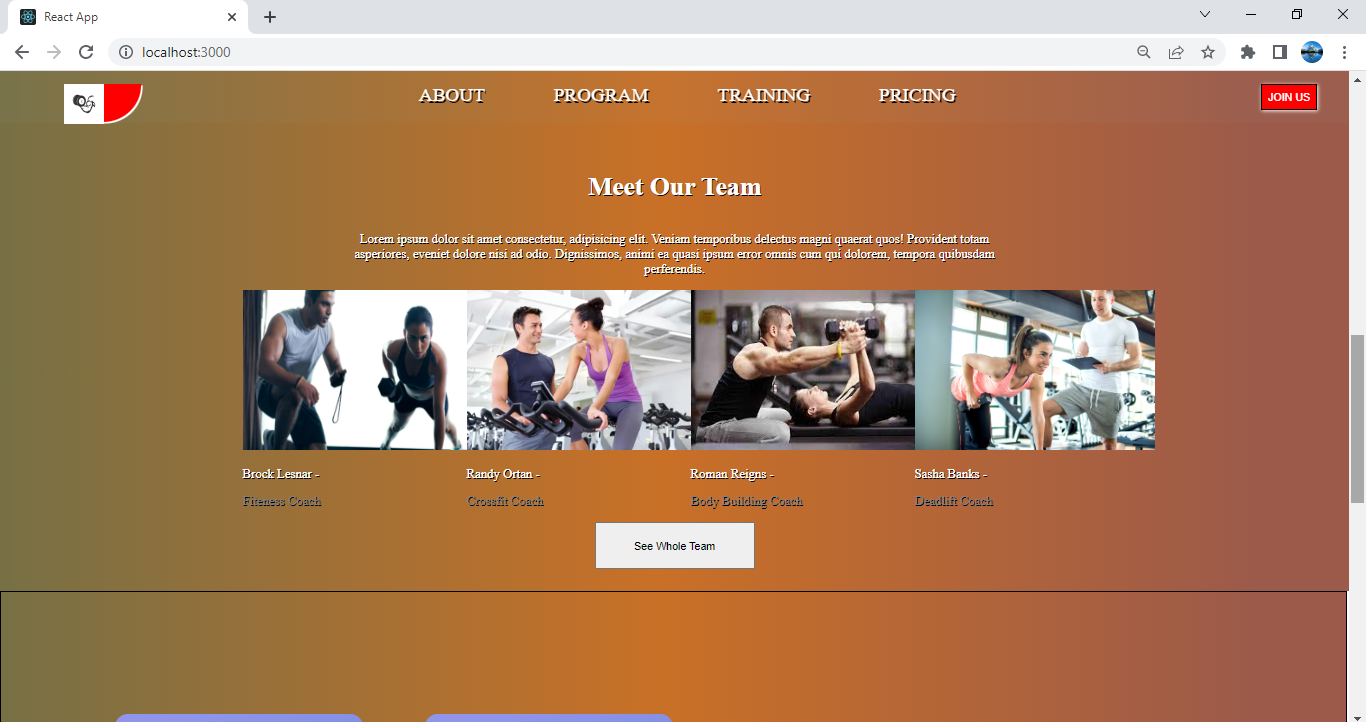 React App
localhost:3000
ABOUT PROGRAM TRAINING PRICING JOIN US
Meet Our Team
Lorem ipsum dolor sit amet consectetur, adipisicing elit. Veniam temporibus delectus magni quaerat quos! Provident totam
asperiores, eveniet dolore nisi ad odio. Dignissimos, animi ea quasi ipsum error omnis cum qui dolorem, tempora quibusdam
perferendis.
Brock Lesnar - Randy Ortan - Roman Reigns - Sasha Banks -
Fiteness Coach Crossfit Coach Body Building Coach Deadlift Coach
See Whole Team